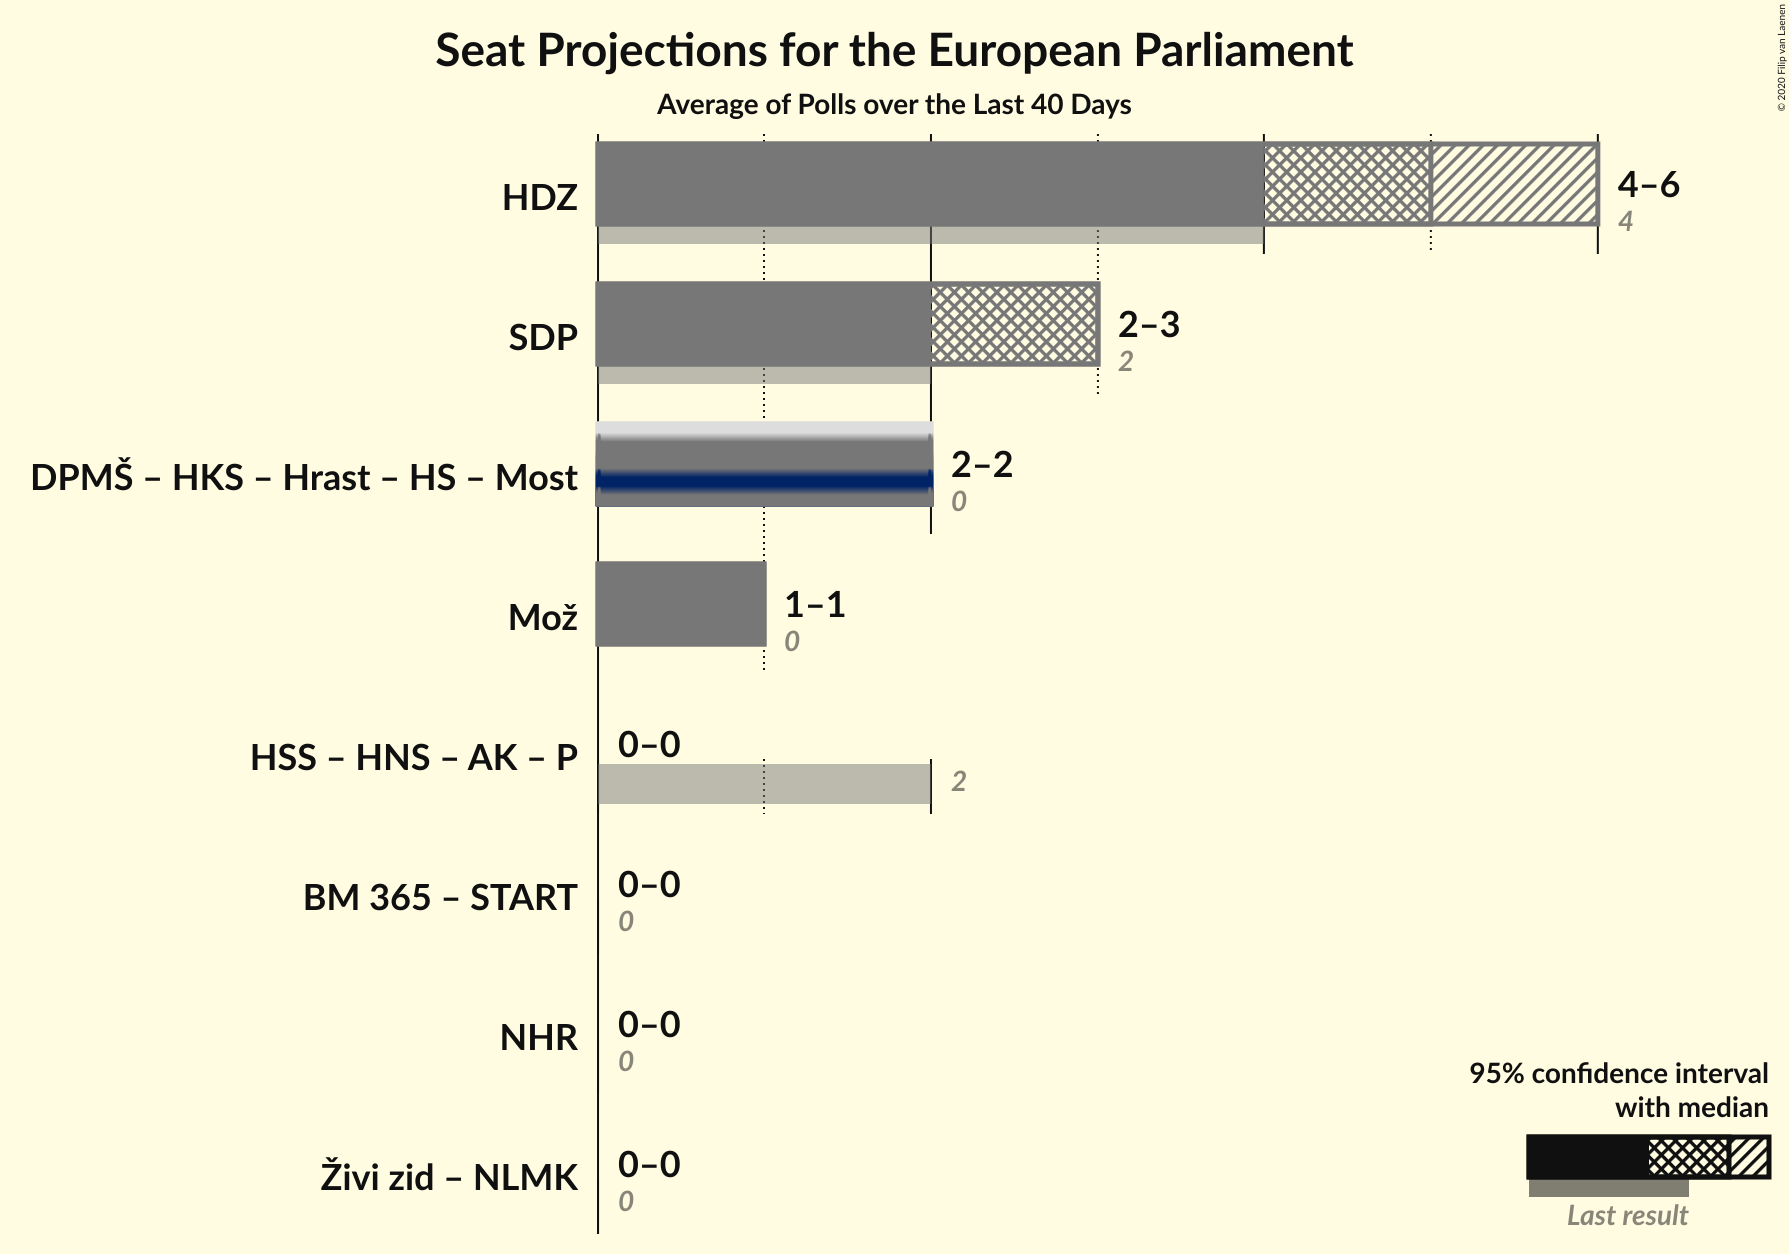 Seat Projections for the European Parliament
Average of Polls over the Last 40 Days
© 2020 Filip van Laenen
HDZ
4–6
4
SDP
2–3
2
DPMŠ – HKS – Hrast – HS – Most
2–2
0
Mož
1–1
0
HSS – HNS – AK – P
0–0
2
BM 365 – START
0–0
0
NHR
0–0
0
Živi zid – NLMK
0–0
0
95% confidence interval
with median
Last result